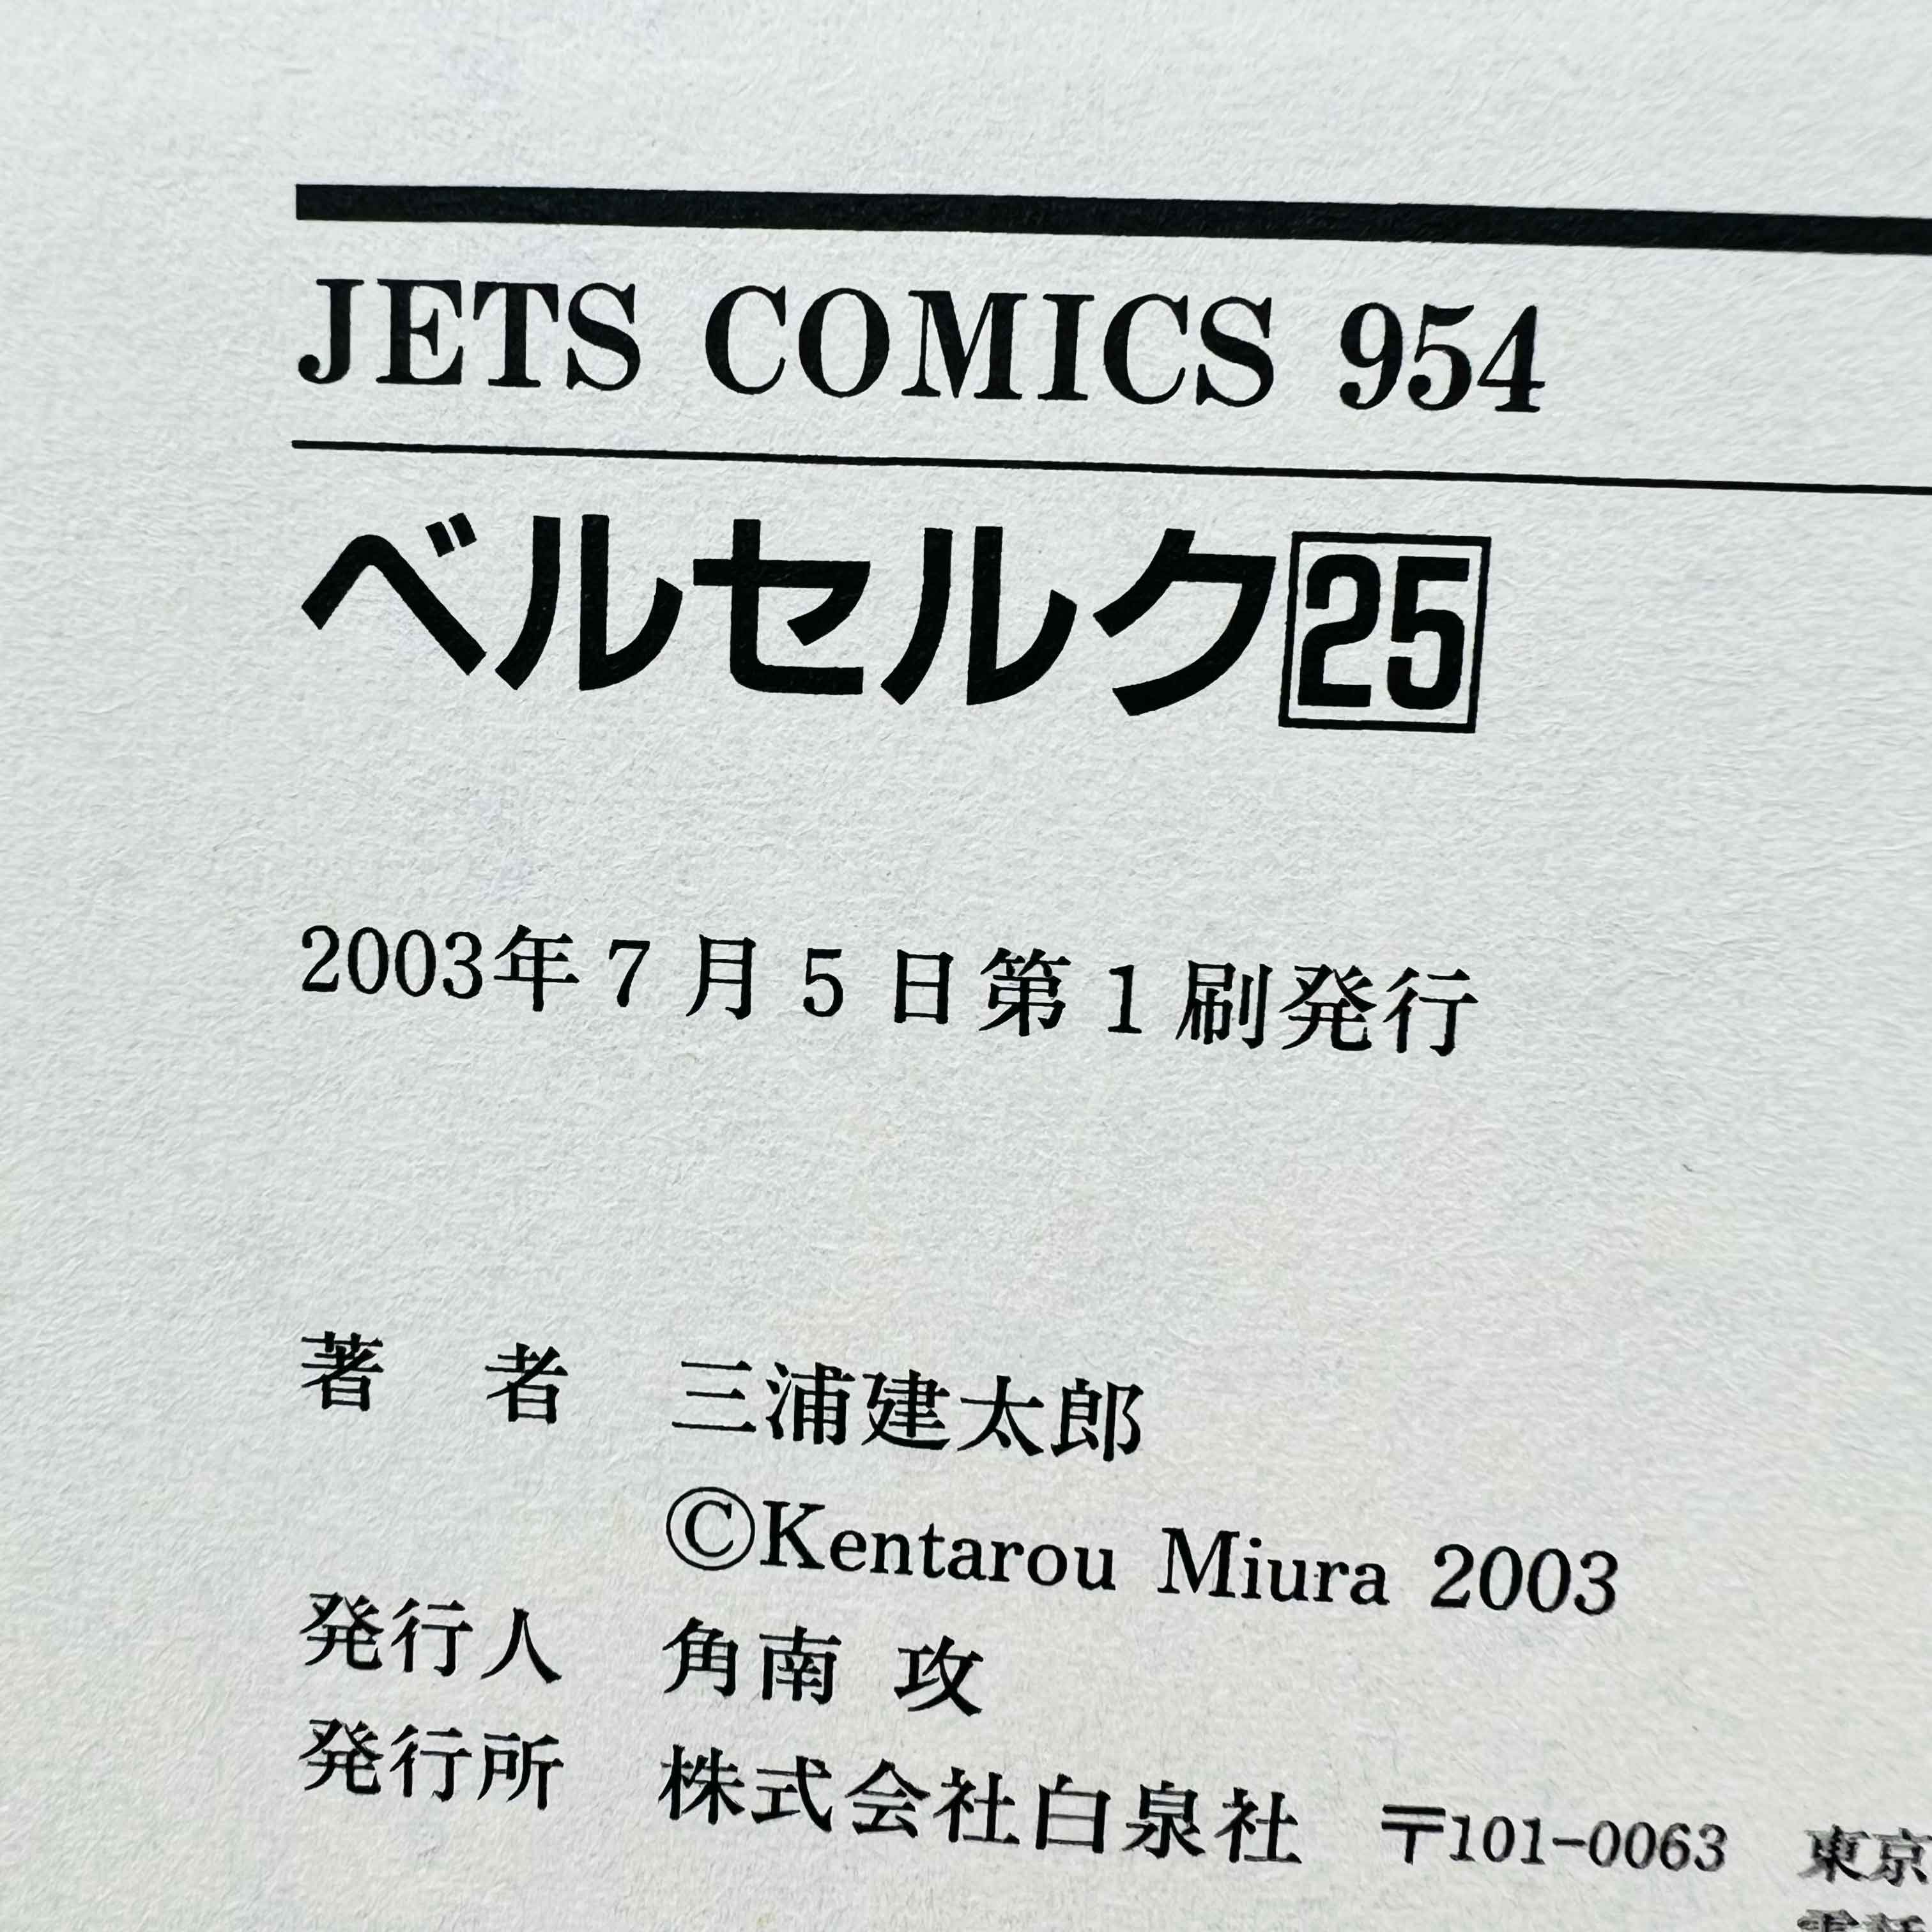 JETS COMICS 954
ベルセルク25
2003年7月5日第1刷発行
著　者　三浦建太郎
©Kentarou Miura 2003
発行人　角南 攻
発行所　株式会社白泉社　〒101-0063　東京